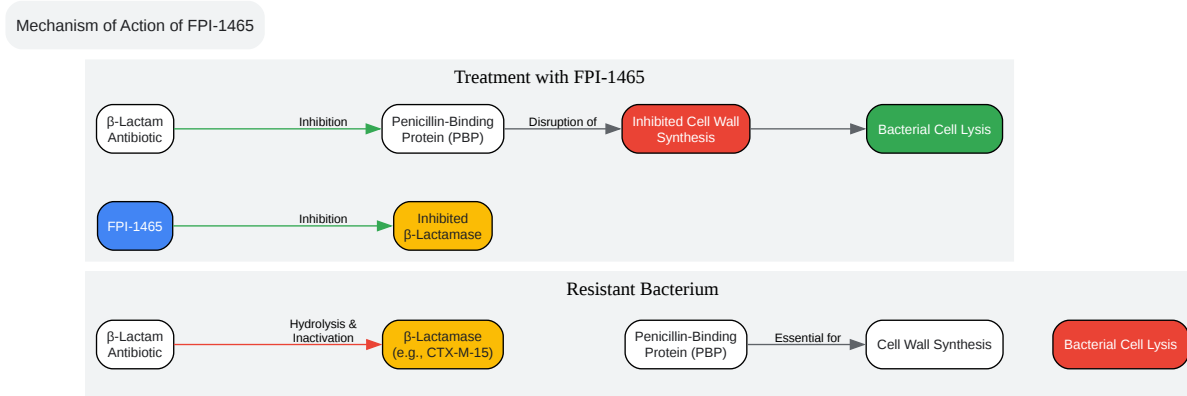 Mechanism of Action of FPI-1465
Treatment with FPI-1465
β-Lactam
Antibiotic
Inhibition
Penicillin-Binding
Protein (PBP)
Disruption of
Inhibited Cell Wall
Synthesis
Bacterial Cell Lysis
FPI-1465
Inhibition
Inhibited
β-Lactamase
Resistant Bacterium
β-Lactam
Antibiotic
Hydrolysis &
Inactivation
β-Lactamase
(e.g., CTX-M-15)
Penicillin-Binding
Protein (PBP)
Essential for
Cell Wall Synthesis
Bacterial Cell Lysis